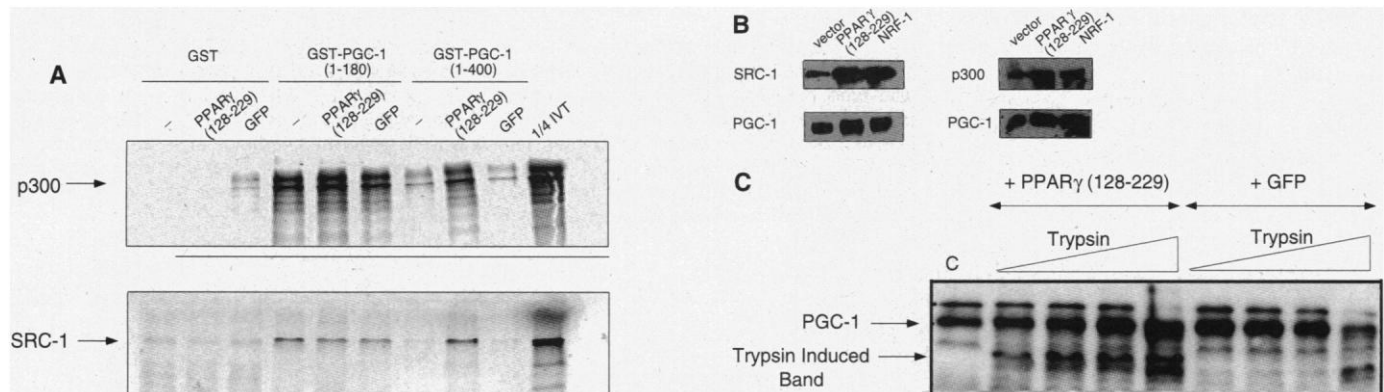 A
GST
GST-PGC-1
(1-180)
GST-PGC-1
(1-400)
–
PPARγ
(128-229)
GFP
–
PPARγ
(128-229)
GFP
–
PPARγ
(128-229)
GFP
1/4 IVT
p300
SRC-1
B
vector
PPARγ
(128-229)
NRF-1
SRC-1
PGC-1
vector
PPARγ
(128-229)
NRF-1
p300
PGC-1
C
+ PPARγ (128-229)
+ GFP
Trypsin
Trypsin
C
PGC-1
Trypsin Induced
Band